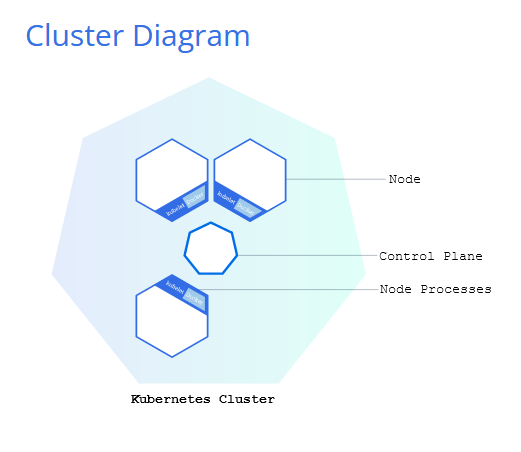 Cluster Diagram
kubelet
Docker
kubelet
Docker
Node
Control Plane
kubelet
Docker
Node Processes
Kubernetes Cluster